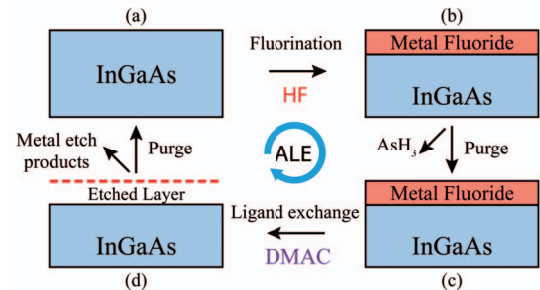 (a)
(b)
InGaAs
Fluorination
HF
Metal Fluoride
InGaAs
Metal etch
products
Purge
ALE
AsH3
Purge
Etched Layer
InGaAs
Ligand exchange
DMAC
Metal Fluoride
InGaAs
(d)
(c)